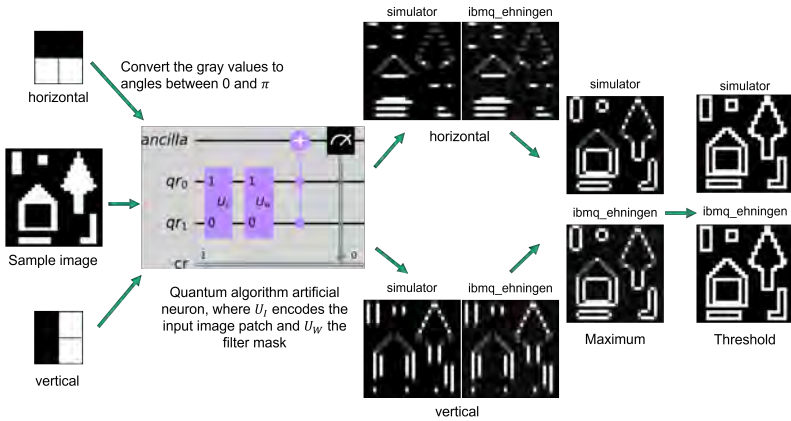 simulator
ibmq_ehningen
horizontal
Convert the gray values to
angles between 0 and π
horizontal
simulator
simulator
ancilla
qr₀
1
1
U_I
U_w
qr₁
0
0
cr
1
0
Sample image
ibmq_ehningen
ibmq_ehningen
Quantum algorithm artificial
neuron, where U_I encodes the
input image patch and U_W the
filter mask
simulator
ibmq_ehningen
Maximum
Threshold
vertical
vertical